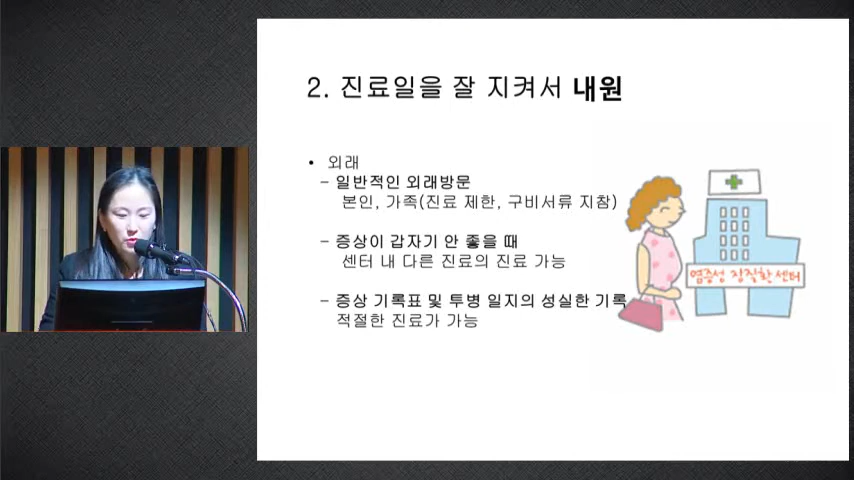 2. 진료일을 잘 지켜서 내원
• 외래
– 일반적인 외래방문
본인, 가족(진료 제한, 구비서류 지참)
– 증상이 갑자기 안 좋을 때
센터 내 다른 진료의 진료 가능
– 증상 기록표 및 투병 일지의 성실한 기록
적절한 진료가 가능
염증성 장질환 센터